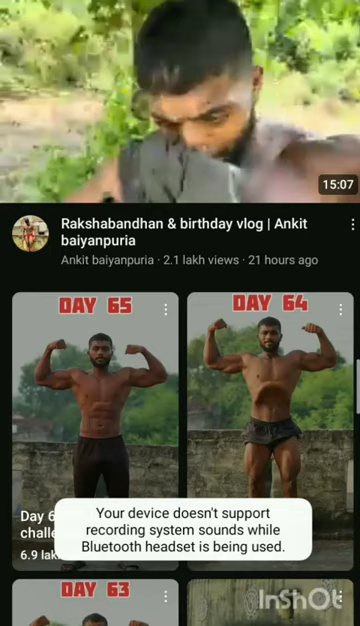 15:07
Rakshabandhan & birthday vlog | Ankit
baiyanpuria
Ankit baiyanpuria · 2.1 lakh views · 21 hours ago
DAY 65
DAY 64
Day 6
challe
6.9 lak
Your device doesn't support
recording system sounds while
Bluetooth headset is being used.
DAY 63
InShOt